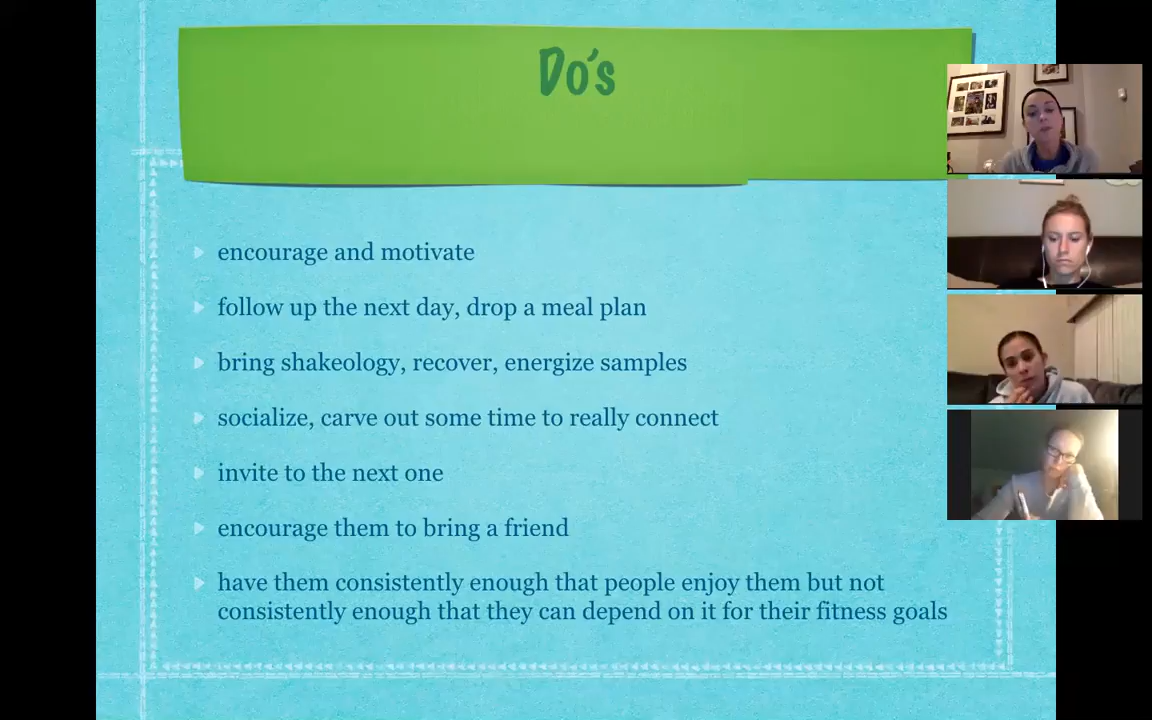 Do's
encourage and motivate
follow up the next day, drop a meal plan
bring shakeology, recover, energize samples
socialize, carve out some time to really connect
invite to the next one
encourage them to bring a friend
have them consistently enough that people enjoy them but not
consistently enough that they can depend on it for their fitness goals